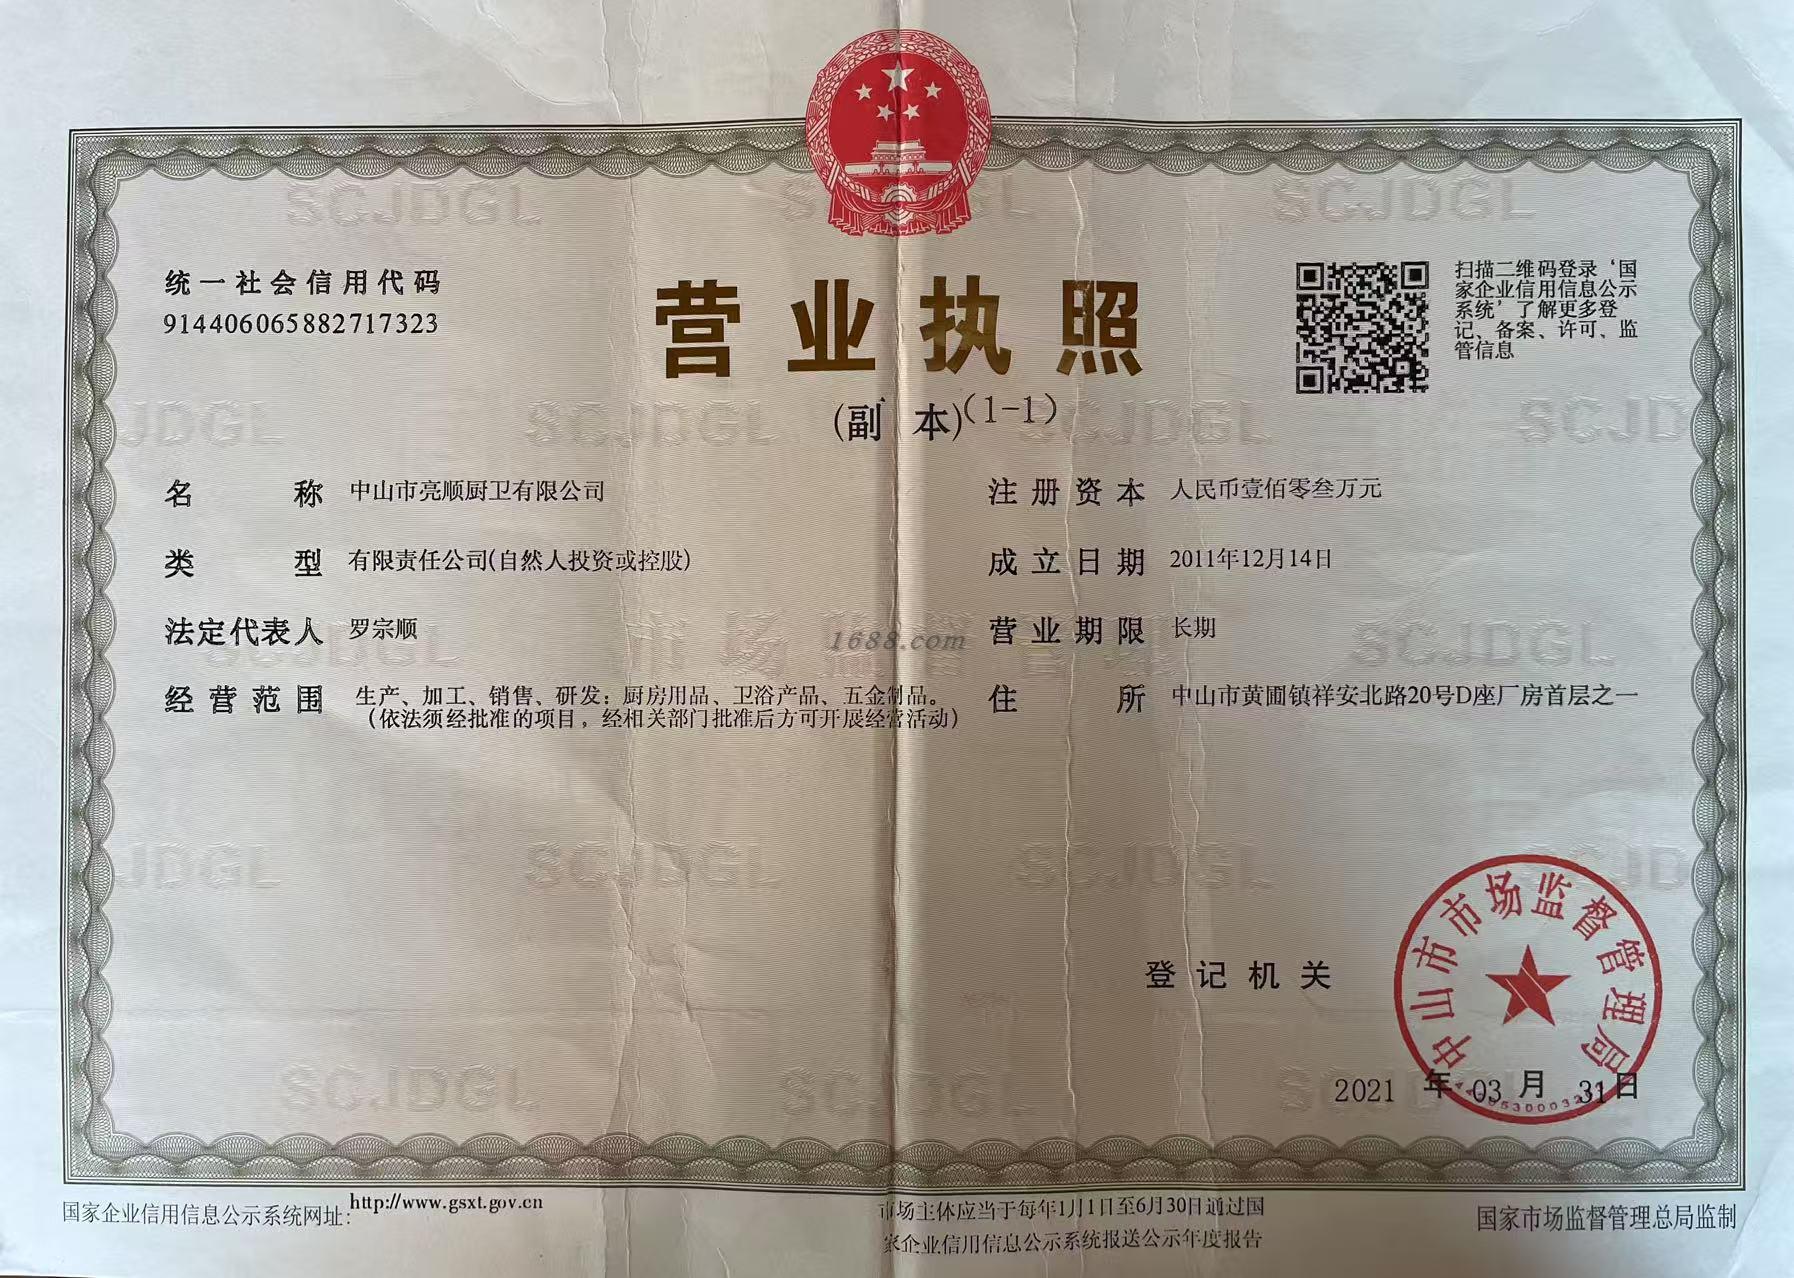 统一社会信用代码
914406065882717323
营业执照
(副 本)(1-1)
扫描二维码登录‘国
家企业信用信息公示
系统’了解更多登
记、备案、许可、监
管信息
名 称 中山市亮顺厨卫有限公司
类 型 有限责任公司(自然人投资或控股)
法定代表人 罗宗顺
经营范围 生产、加工、销售、研发：厨房用品、卫浴产品、五金制品。
（依法须经批准的项目，经相关部门批准后方可开展经营活动）
注册资本 人民币壹佰零叁万元
成立日期 2011年12月14日
营业期限 长期
住 所 中山市黄圃镇祥安北路20号D座厂房首层之一
1688.com
SCJDGL
市场监督管理
登记机关
中山市市场监督管理局
2021 年 03 月 31 日
国家企业信用信息公示系统网址：http://www.gsxt.gov.cn
市场主体应当于每年1月1日至6月30日通过国
家企业信用信息公示系统报送公示年度报告
国家市场监督管理总局监制